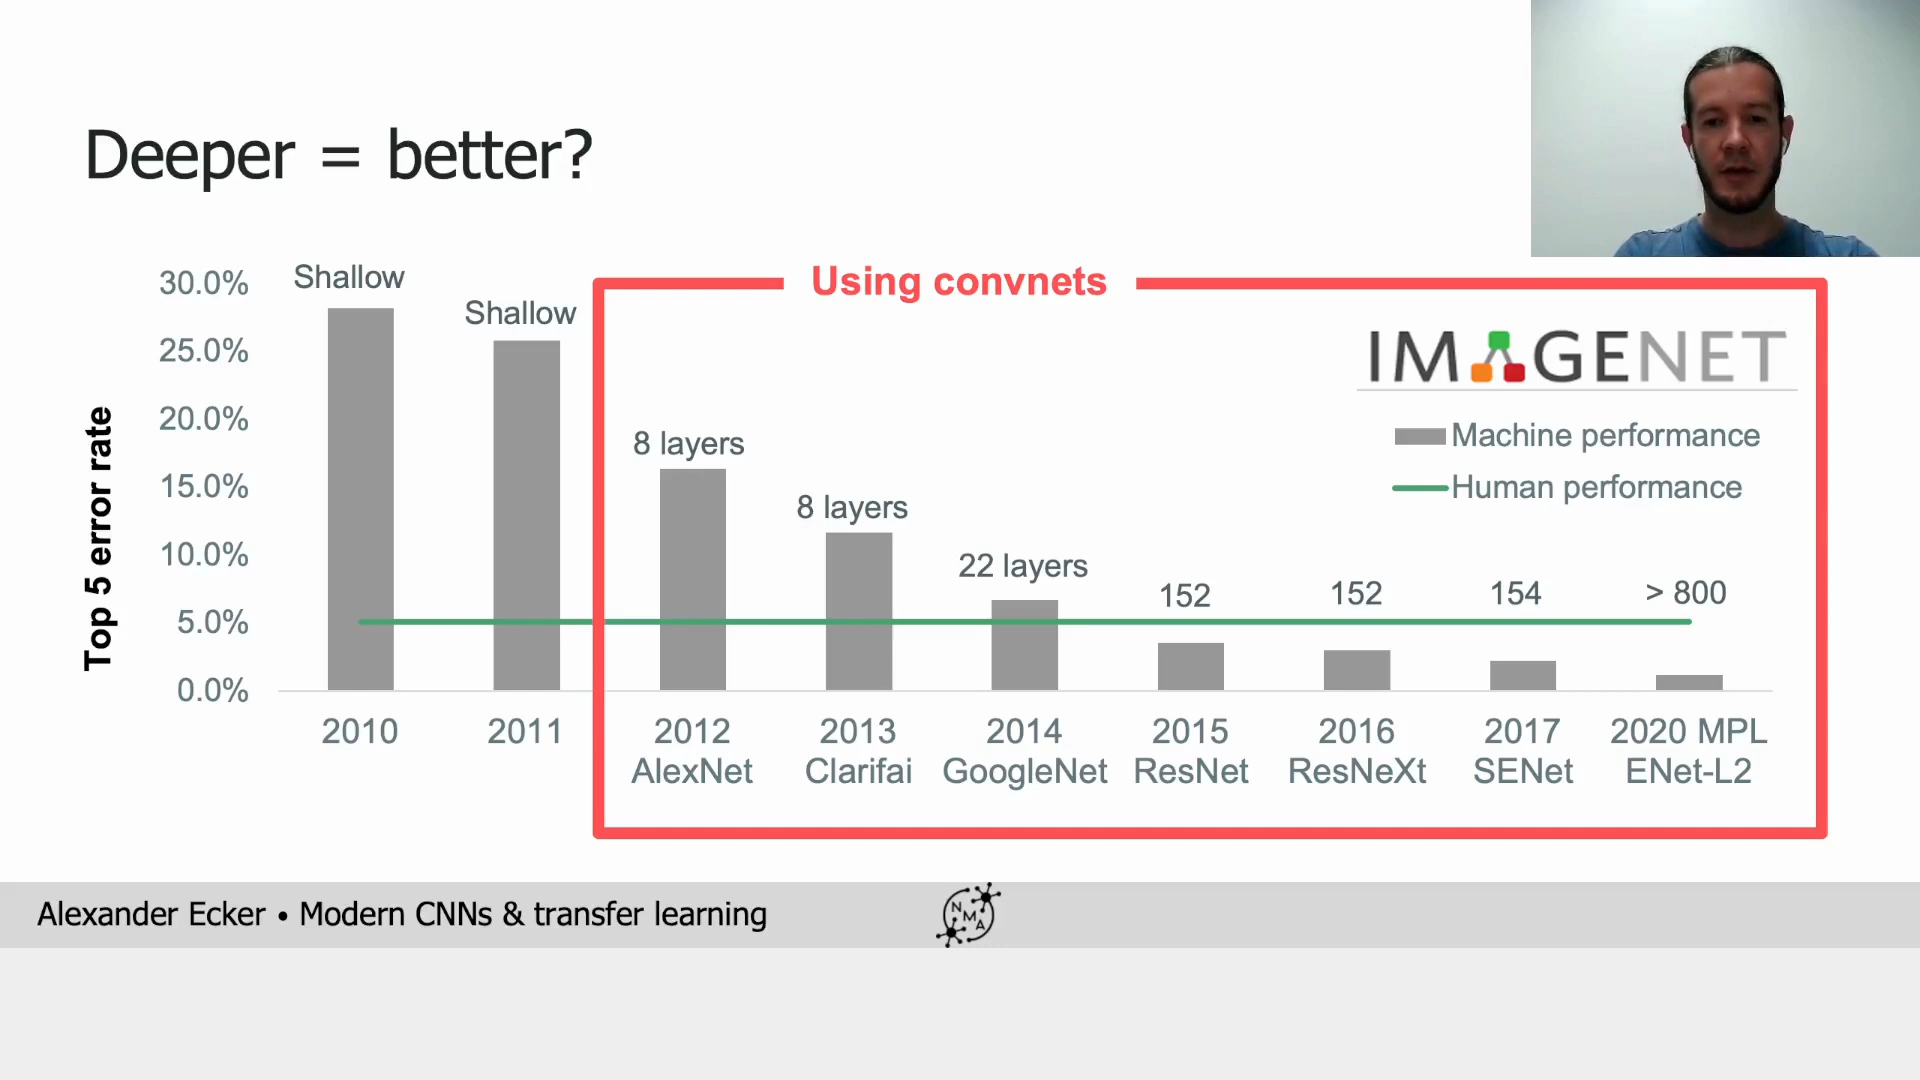 Deeper = better?
Using convnets
IMAGENET
Machine performance
Human performance
Top 5 error rate
30.0%
25.0%
20.0%
15.0%
10.0%
5.0%
0.0%
Shallow
Shallow
8 layers
8 layers
22 layers
152
152
154
> 800
2010
2011
2012
AlexNet
2013
Clarifai
2014
GoogleNet
2015
ResNet
2016
ResNeXt
2017
SENet
2020 MPL
ENet-L2
Alexander Ecker • Modern CNNs & transfer learning
NMA